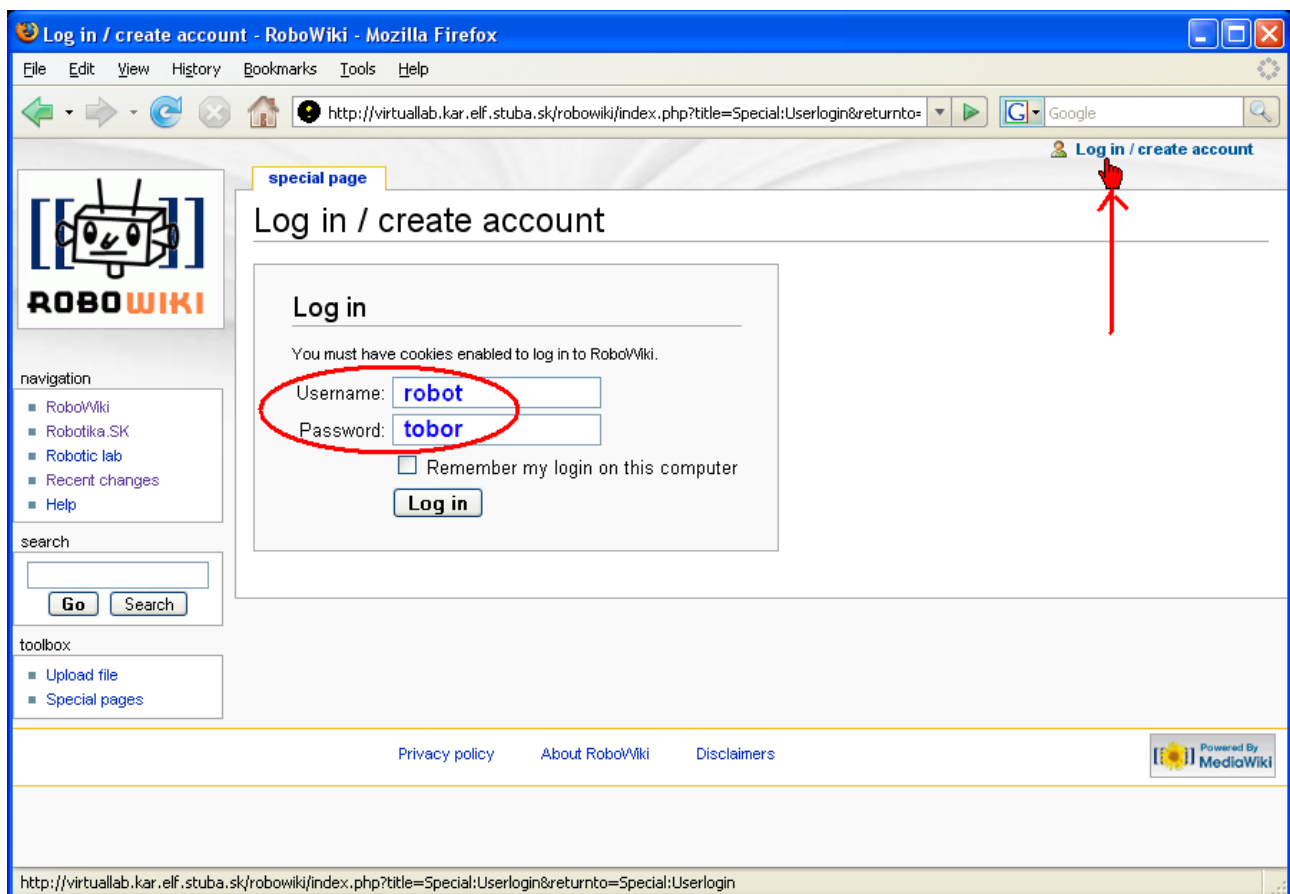 Log in / create account - RoboWiki - Mozilla Firefox
File Edit View History Bookmarks Tools Help
http://virtuallab.kar.elf.stuba.sk/robowiki/index.php?title=Special:Userlogin&returnto=
G Google
Log in / create account
special page
Log in / create account
[[ ]]
ROBOWIKI
Log in
You must have cookies enabled to log in to RoboWiki.
Username: robot
Password: tobor
Remember my login on this computer
Log in
navigation
RoboWiki
Robotika.SK
Robotic lab
Recent changes
Help
search
Go Search
toolbox
Upload file
Special pages
Privacy policy About RoboWiki Disclaimers
[[ ]] Powered By
MediaWiki
http://virtuallab.kar.elf.stuba.sk/robowiki/index.php?title=Special:Userlogin&returnto=Special:Userlogin